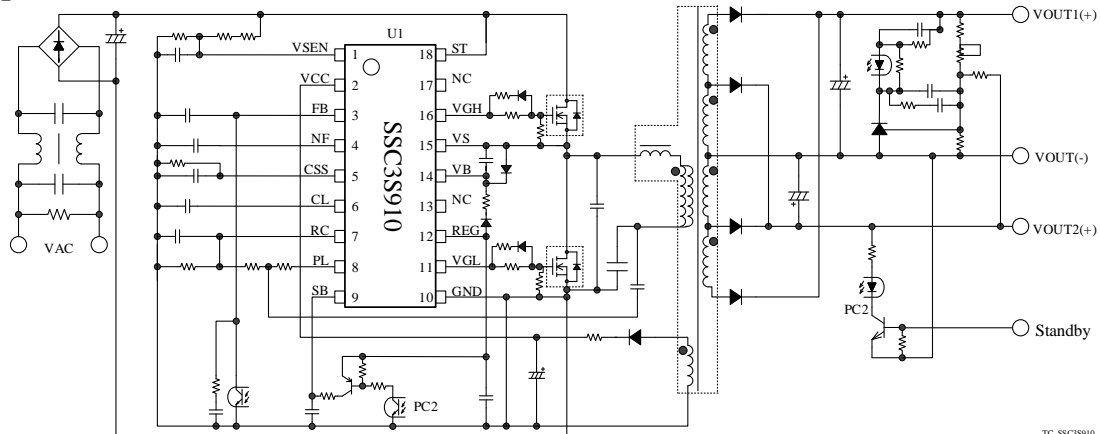 U1
VSEN 1 18 ST
VCC 2 17 NC
FB 3 16 VGH
NF 4 15 VS
CSS 5 14 VB
CL 6 13 NC
RC 7 12 REG
PL 8 11 VGL
SB 9 10 GND
SSC3S910
VAC
PC2
VOUT1(+)
VOUT(-)
VOUT2(+)
PC2
Standby
TC_SSC3S910